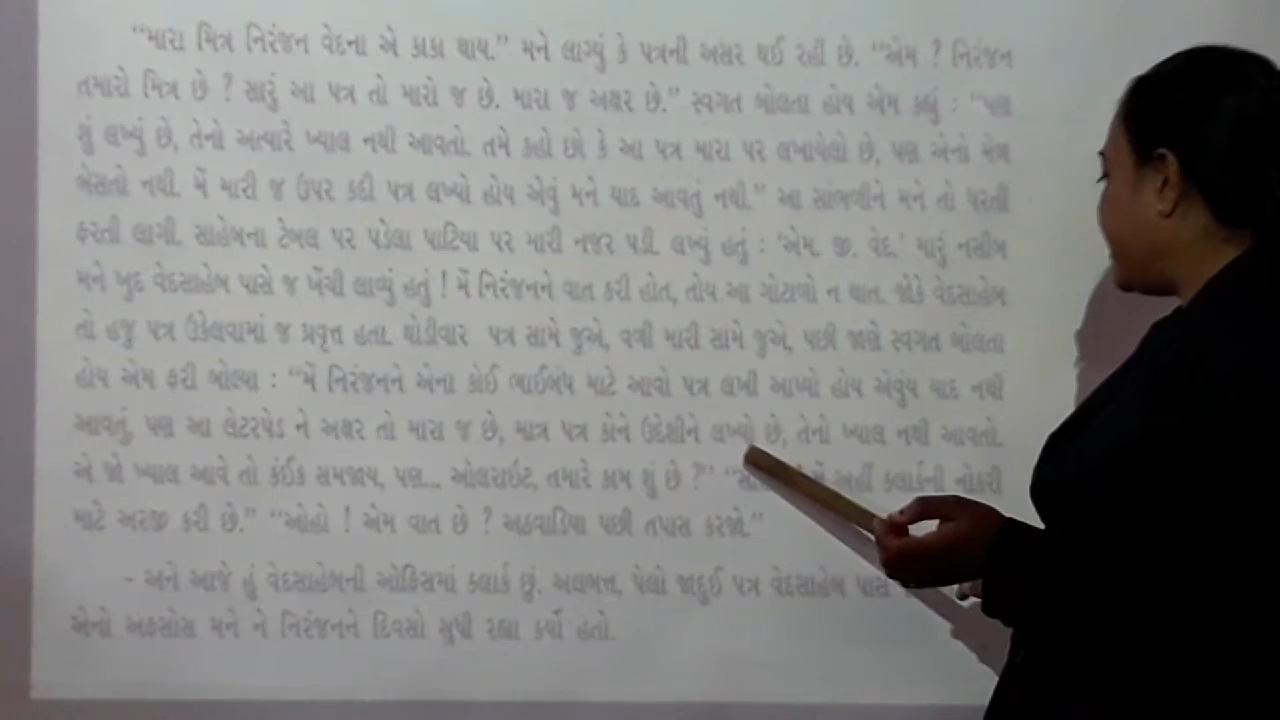 “મારા મિત્ર નિરંજન વેદના એ કાકા થાય.” મને લાગ્યું કે પત્રની અસર થઈ રહી છે. “એમ ? નિરંજન
તમારો મિત્ર છે ? સારું આ પત્ર તો મારો જ છે. મારા જ અક્ષર છે.” સ્વગત બોલતા હોય એમ કહ્યું : “પણ
શું લખ્યું છે, તેનો અત્યારે ખ્યાલ નથી આવતો. તમે કહો છો કે આ પત્ર મારા પર લખાયેલો છે, પણ એનો મેળ
બેસતો નથી. મેં મારી જ ઉપર કદી પત્ર લખ્યો હોય એવું મને યાદ આવતું નથી.” આ સાંભળીને મને તો ધરતી
ફરતી લાગી. સાહેબના ટેબલ પર પડેલા પાટિયા પર મારી નજર પડી. લખ્યું હતું : ‘એમ. જી. વેદ.’ મારું નસીબ
મને ખુદ વેદસાહેબ પાસે જ ખેંચી લાવ્યું હતું ! મેં નિરંજનને વાત કરી હોત, તોય આ ગોટાળો ન થાત. જોકે વેદસાહેબ
તો હજુ પત્ર ઉકેલવામાં જ પ્રવૃત્ત હતા. થોડીવાર પત્ર સામે જુએ, વળી મારી સામે જુએ, પછી જાણે સ્વગત બોલતા
હોય એમ ફરી બોલ્યા : “મેં નિરંજનને એના કોઈ ભાઈબંધ માટે આવો પત્ર લખી આપ્યો હોય એવુંય યાદ નથી
આવતું, પણ આ લેટરપેડ ને અક્ષર તો મારા જ છે, માત્ર પત્ર કોને ઉદ્દેશીને લખ્યો છે, તેનો ખ્યાલ નથી આવતો.
એ જો ખ્યાલ આવે તો કંઈક સમજાય, પણ... ઓલરાઇટ, તમારે કામ શું છે ?” મેં અહીં ક્લાર્કની નોકરી
માટે અરજી કરી છે.” “ઓહો ! એમ વાત છે ? અઠવાડિયા પછી તપાસ કરજો.”
- અને આજે હું વેદસાહેબની ઑફિસમાં ક્લાર્ક છું. અલબત્ત, પેલો જાદુઈ પત્ર વેદસાહેબ પાસે
એનો અફસોસ મને ને નિરંજનને દિવસો સુધી રહ્યા કર્યો હતો.